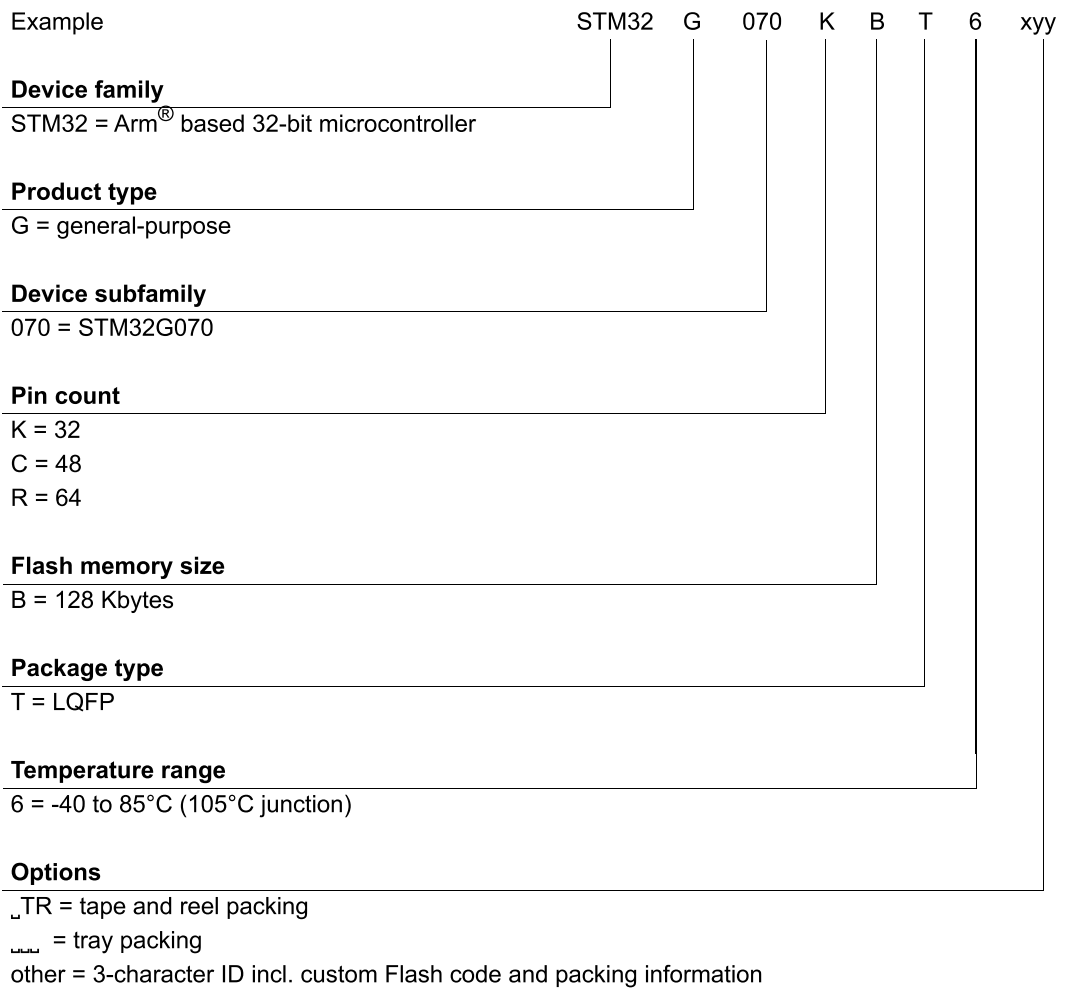 Example STM32 G 070 K B T 6 xyy
Device family
STM32 = Arm® based 32-bit microcontroller
Product type
G = general-purpose
Device subfamily
070 = STM32G070
Pin count
K = 32
C = 48
R = 64
Flash memory size
B = 128 Kbytes
Package type
T = LQFP
Temperature range
6 = -40 to 85°C (105°C junction)
Options
␣TR = tape and reel packing
␣␣␣ = tray packing
other = 3-character ID incl. custom Flash code and packing information